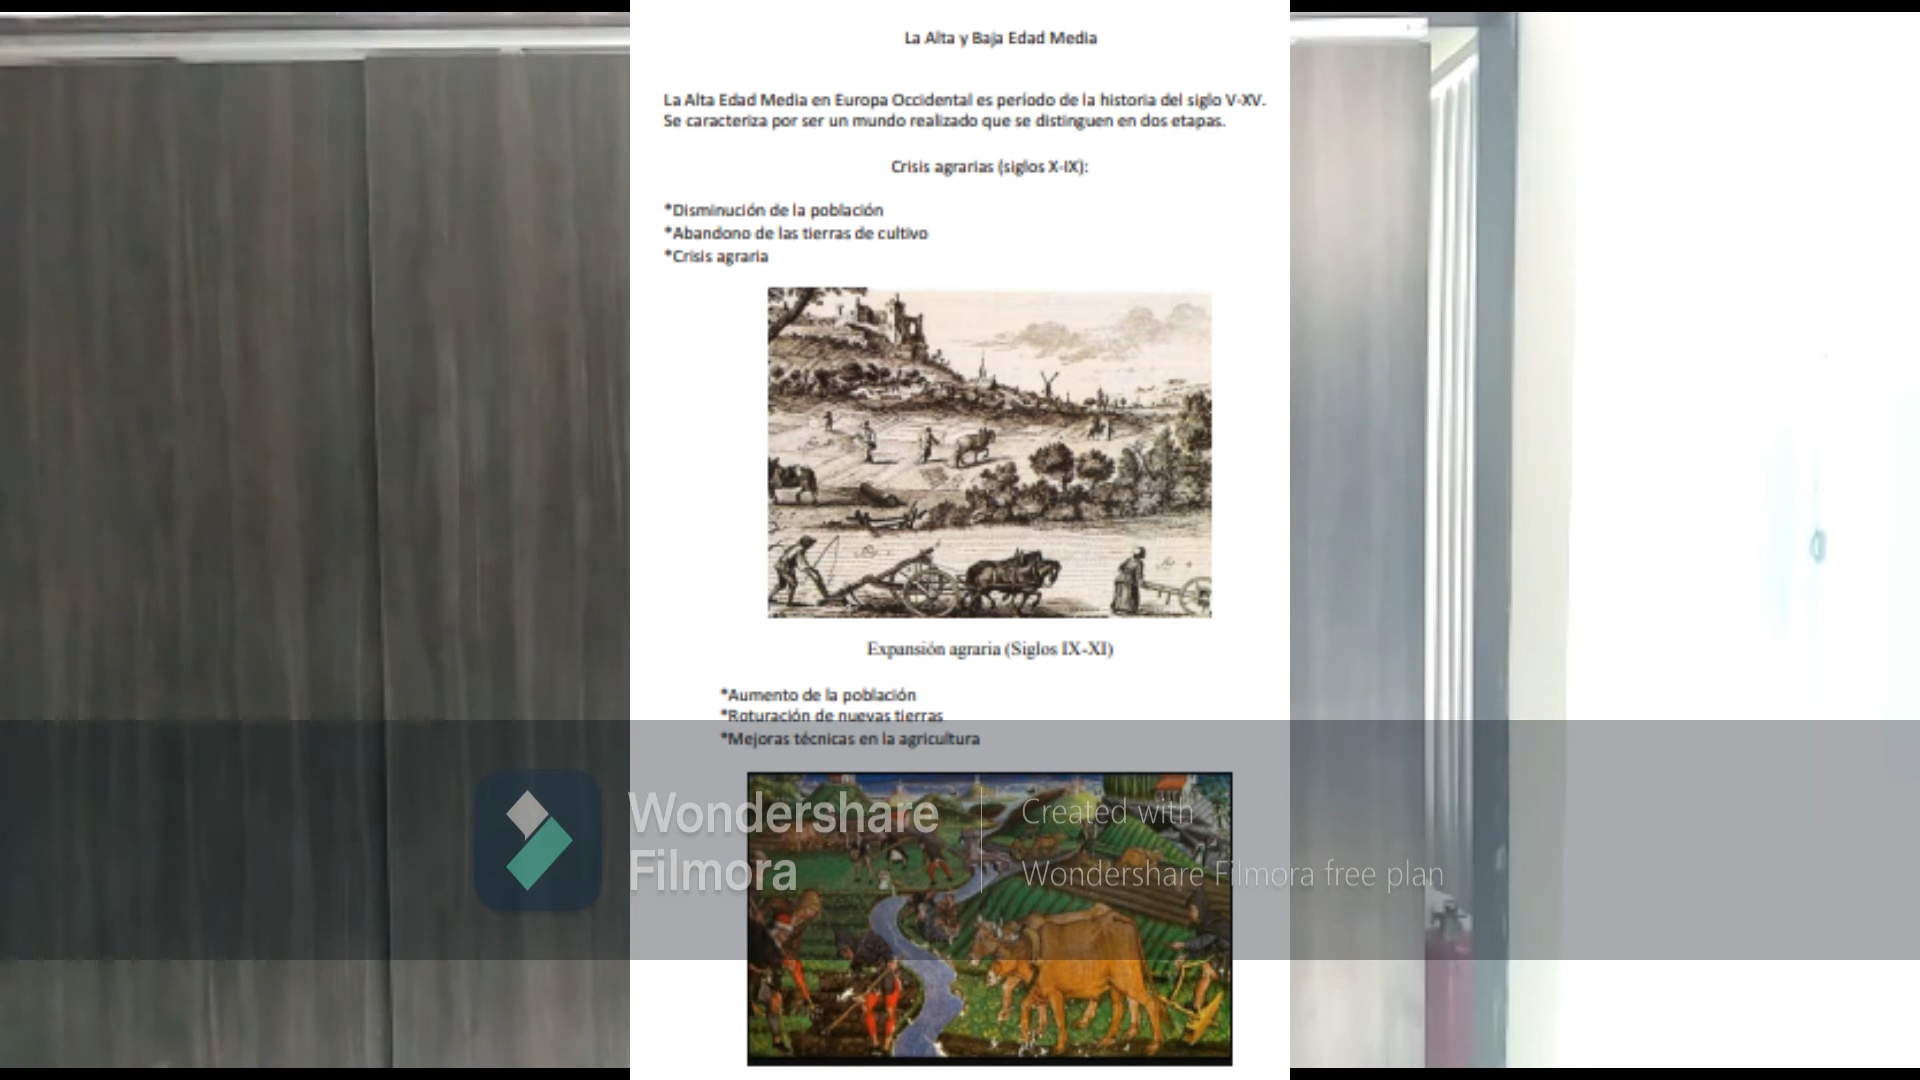 La Alta y Baja Edad Media
La Alta Edad Media en Europa Occidental es período de la historia del siglo V-XV.
Se caracteriza por ser un mundo realizado que se distinguen en dos etapas.
Crisis agrarias (siglos X-IX):
*Disminución de la población
*Abandono de las tierras de cultivo
*Crisis agraria
Expansión agraria (Siglos IX-XI)
*Aumento de la población
*Roturación de nuevas tierras
*Mejoras técnicas en la agricultura
Wondershare
Filmora
Created with
Wondershare Filmora free plan